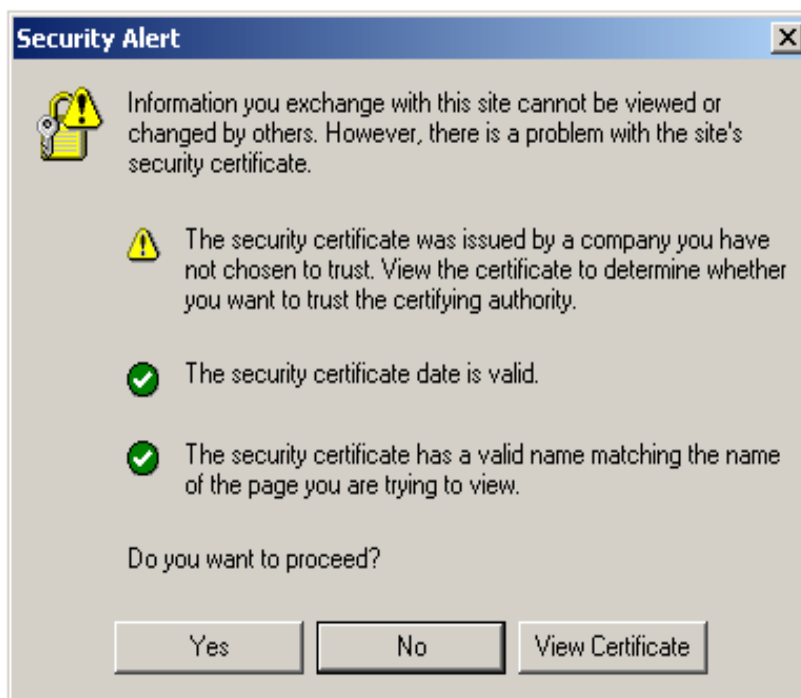 Security Alert
Information you exchange with this site cannot be viewed or
changed by others. However, there is a problem with the site's
security certificate.
The security certificate was issued by a company you have
not chosen to trust. View the certificate to determine whether
you want to trust the certifying authority.
The security certificate date is valid.
The security certificate has a valid name matching the name
of the page you are trying to view.
Do you want to proceed?
Yes No View Certificate